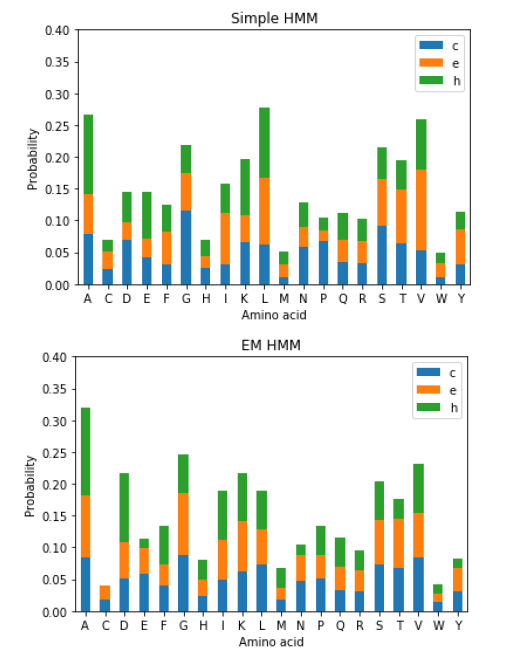 Simple HMM
0.40
0.35
0.30
0.25
0.20
0.15
0.10
0.05
0.00
Probability
c
e
h
A C D E F G H I K L M N P Q R S T V W Y
Amino acid
EM HMM
0.40
0.35
0.30
0.25
0.20
0.15
0.10
0.05
0.00
Probability
c
e
h
A C D E F G H I K L M N P Q R S T V W Y
Amino acid